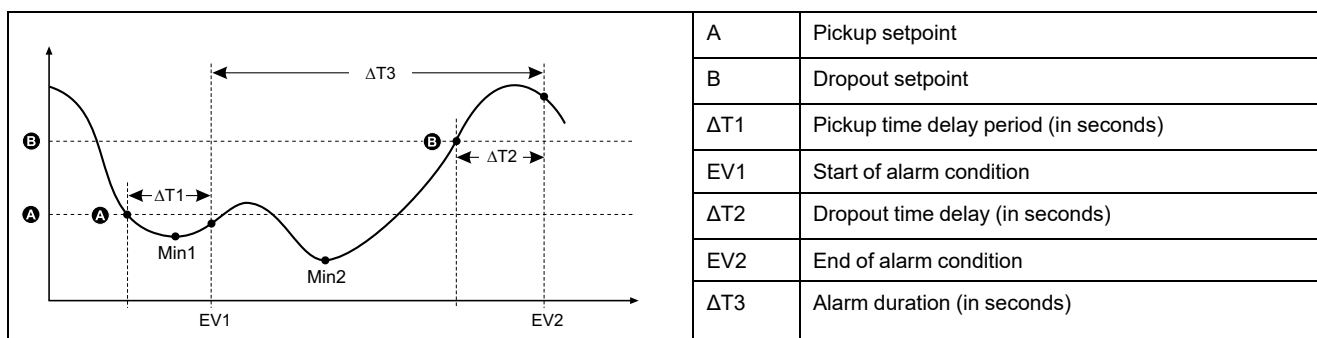 ΔT3
B
B
ΔT2
ΔT1
A
A
Min1
Min2
EV1
EV2
A Pickup setpoint
B Dropout setpoint
ΔT1 Pickup time delay period (in seconds)
EV1 Start of alarm condition
ΔT2 Dropout time delay (in seconds)
EV2 End of alarm condition
ΔT3 Alarm duration (in seconds)